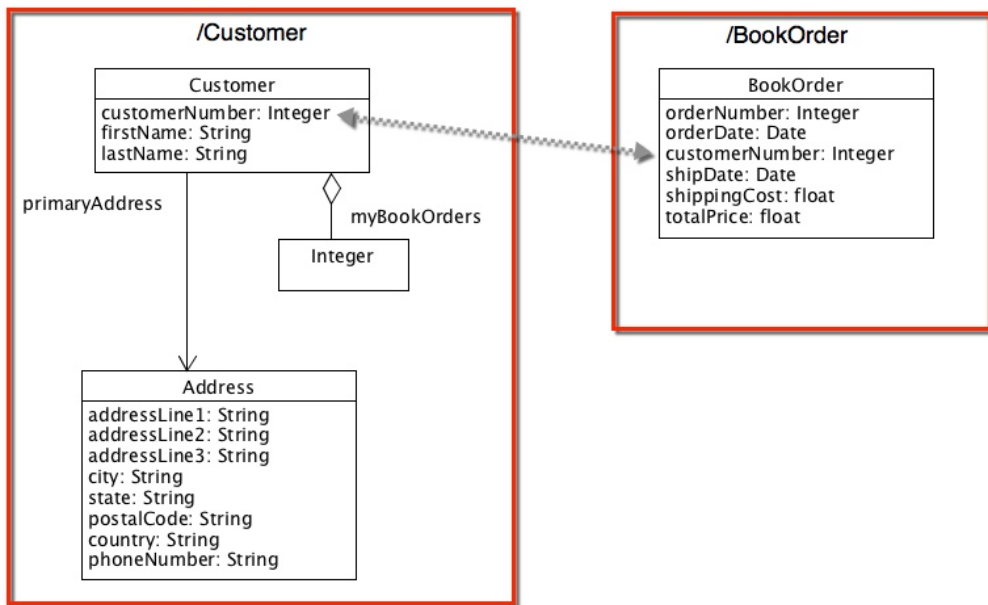 /Customer
Customer
customerNumber: Integer
firstName: String
lastName: String
primaryAddress
myBookOrders
Integer
Address
addressLine1: String
addressLine2: String
addressLine3: String
city: String
state: String
postalCode: String
country: String
phoneNumber: String
/BookOrder
BookOrder
orderNumber: Integer
orderDate: Date
customerNumber: Integer
shipDate: Date
shippingCost: float
totalPrice: float